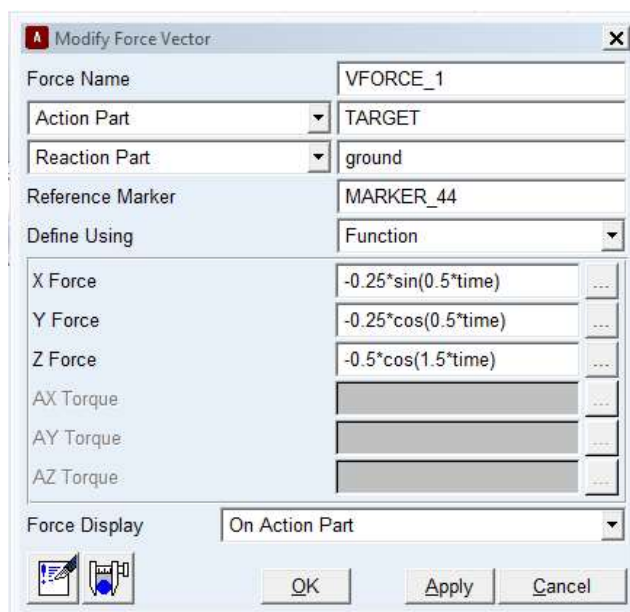 A Modify Force Vector
Force Name VFORCE_1
Action Part TARGET
Reaction Part ground
Reference Marker MARKER_44
Define Using Function
X Force -0.25*sin(0.5*time) ...
Y Force -0.25*cos(0.5*time) ...
Z Force -0.5*cos(1.5*time) ...
AX Torque ...
AY Torque ...
AZ Torque ...
Force Display On Action Part
OK Apply Cancel